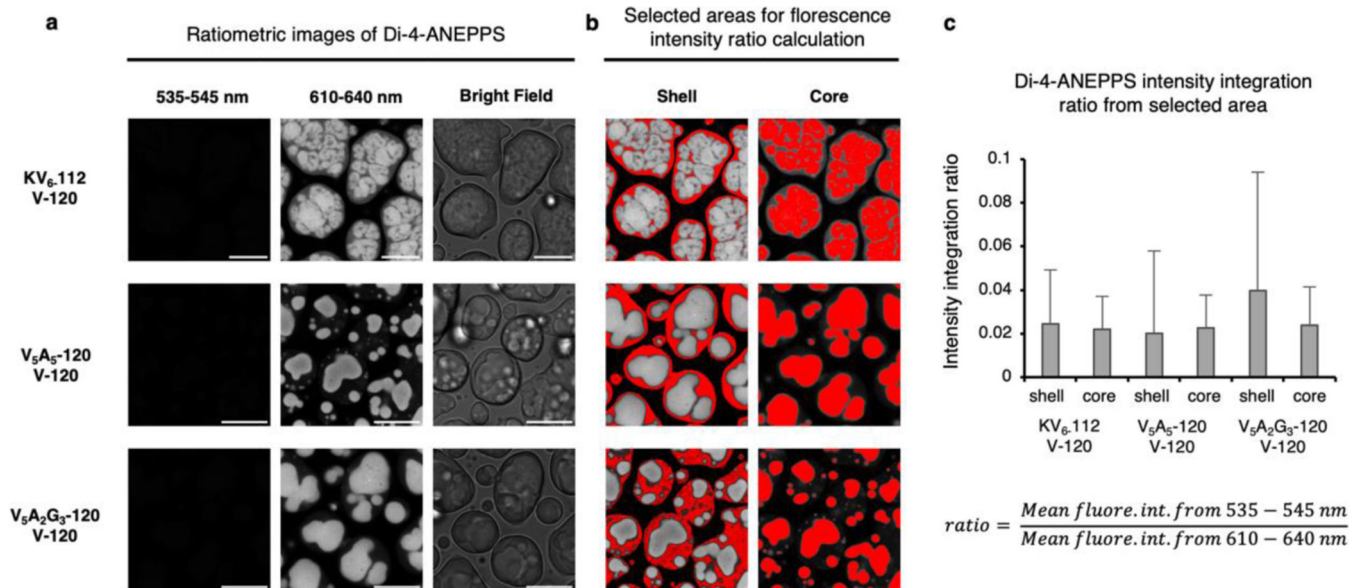 a
Ratiometric images of Di-4-ANEPPS
535-545 nm
610-640 nm
Bright Field
KV₆-112
V-120
V₅A₅-120
V-120
V₅A₂G₃-120
V-120
b
Selected areas for florescence
intensity ratio calculation
Shell
Core
c
Di-4-ANEPPS intensity integration
ratio from selected area
Intensity integration ratio
0.1
0.08
0.06
0.04
0.02
0
shell
core
shell
core
shell
core
KV₆-112
V-120
V₅A₅-120
V-120
V₅A₂G₃-120
V-120
ratio = Mean fluore.int.from 535 − 545 nm
Mean fluore.int.from 610 − 640 nm